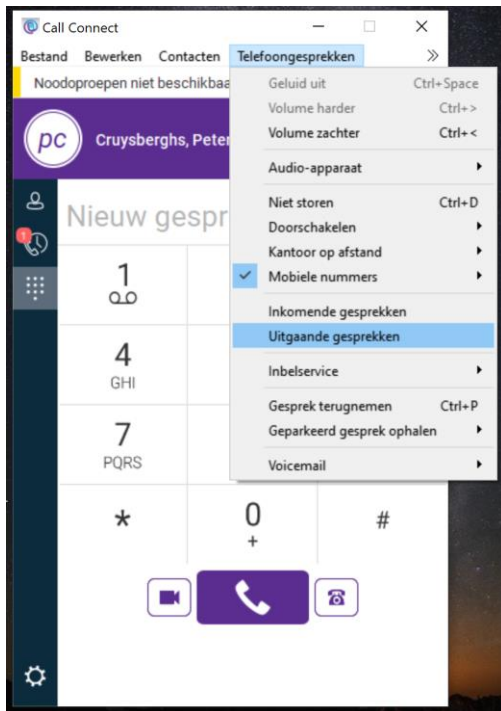 Call Connect
Bestand Bewerken Contacten Telefoongesprekken »
Noodoproepen niet beschikbaa
pc Cruysberghs, Peter
Nieuw gespr
Geluid uit Ctrl+Space
Volume harder Ctrl+>
Volume zachter Ctrl+<
Audio-apparaat
Niet storen Ctrl+D
Doorschakelen
Kantoor op afstand
Mobiele nummers
Inkomende gesprekken
Uitgaande gesprekken
Inbelservice
Gesprek terugnemen Ctrl+P
Geparkeerd gesprek ophalen
Voicemail
1
1
4
GHI
7
PQRS
* 0 #
+